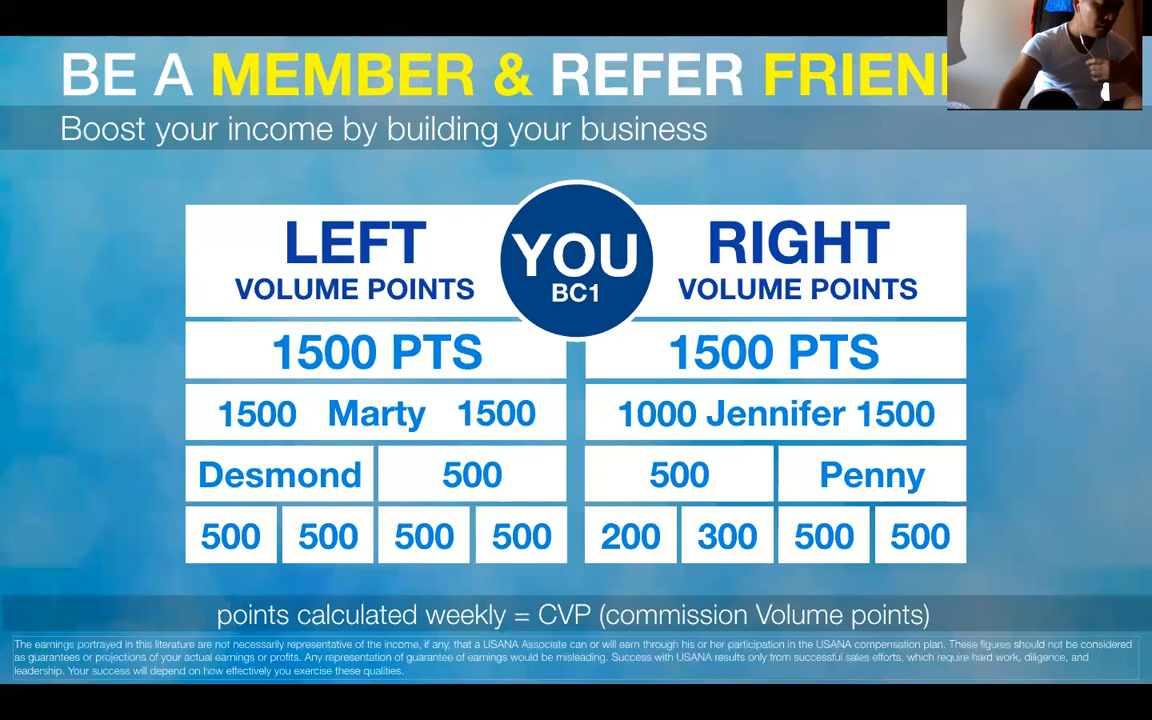 BE A MEMBER & REFER FRIEN
Boost your income by building your business
LEFT YOU RIGHT
VOLUME POINTS BC1 VOLUME POINTS
1500 PTS 1500 PTS
1500 Marty 1500 1000 Jennifer 1500
Desmond 500 500 Penny
500 500 500 500 200 300 500 500
points calculated weekly = CVP (commission Volume points)
The earnings portrayed in this literature are not necessarily representative of the income, if any, that a USANA Associate can or will earn through his or her participation in the USANA compensation plan. These figures should not be considered
as guarantees or projections of your actual earnings or profits. Any representation of guarantee of earnings would be misleading. Success with USANA results only from successful sales efforts, which require hard work, diligence, and
leadership. Your success will depend on how effectively you exercise these qualities.